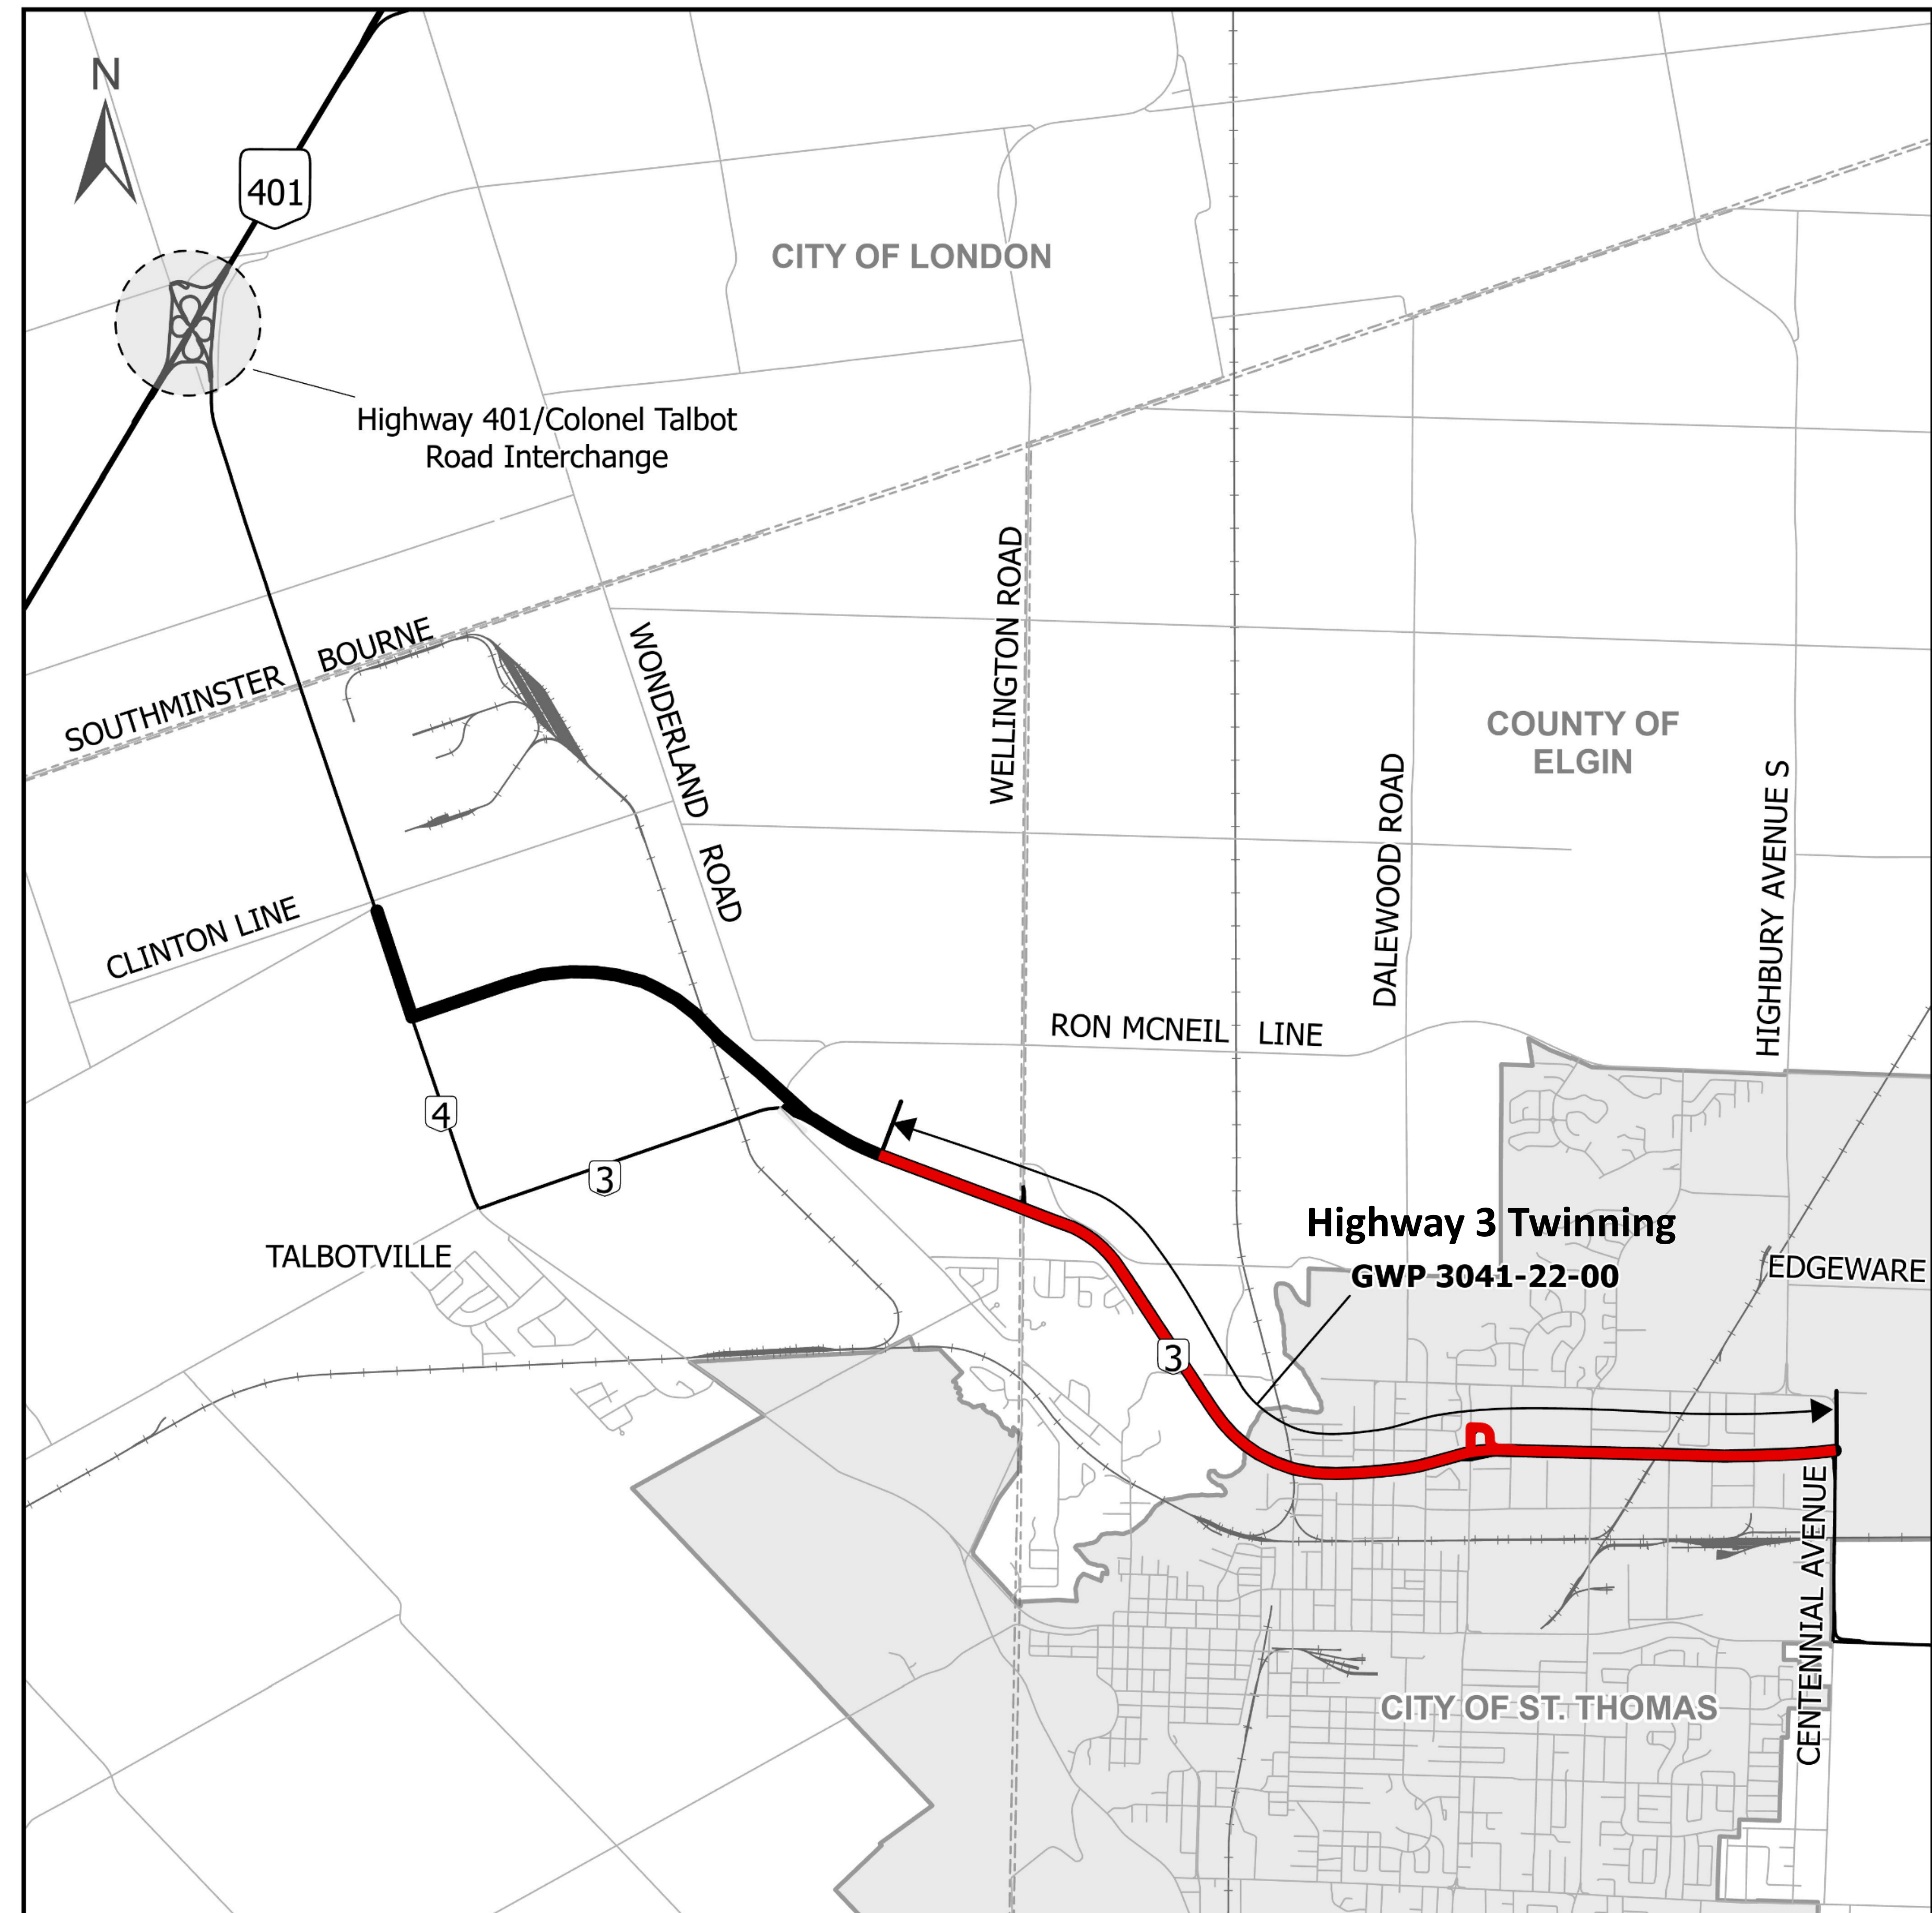 N
401
CITY OF LONDON
Highway 401/Colonel Talbot
Road Interchange
SOUTHMINSTER BOURNE
WONDERLAND ROAD
WELLINGTON ROAD
COUNTY OF
ELGIN
DALEWOOD ROAD
HIGHBURY AVENUE S
CLINTON LINE
RON MCNEIL LINE
4
3
TALBOTVILLE
Highway 3 Twinning
GWP 3041-22-00
EDGEWARE
3
CENTENNIAL AVENUE
CITY OF ST. THOMAS